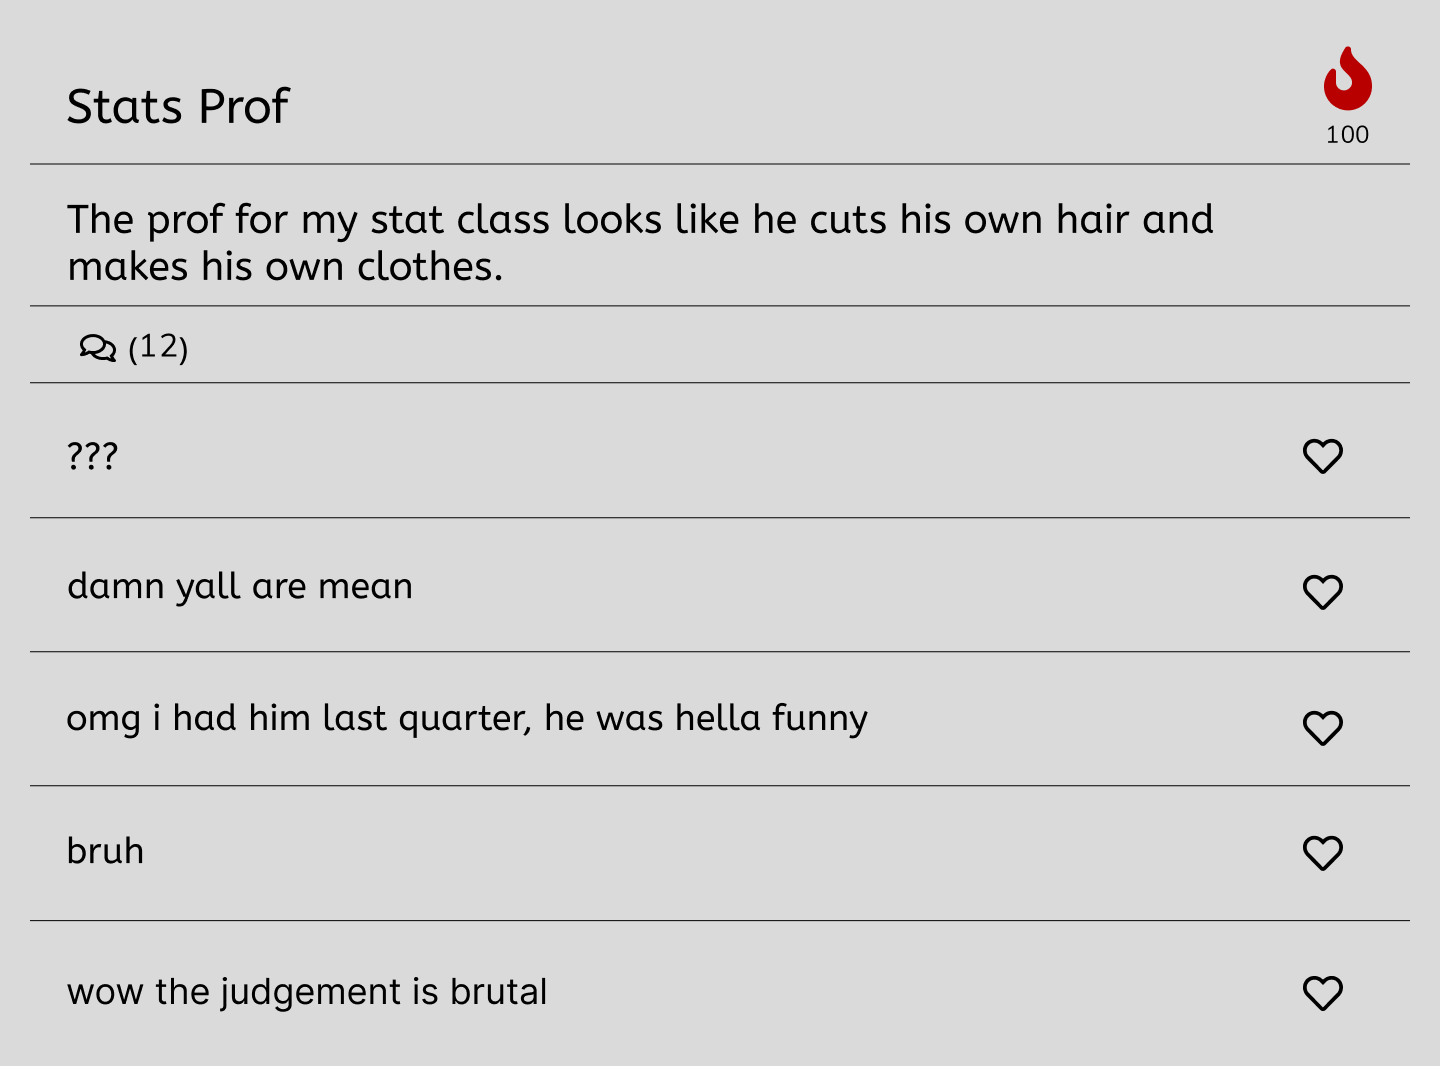 Stats Prof
100
The prof for my stat class looks like he cuts his own hair and
makes his own clothes.
(12)
???
damn yall are mean
omg i had him last quarter, he was hella funny
bruh
wow the judgement is brutal